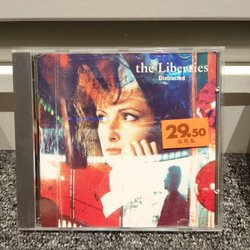 the Liberties
Distracted
29.50
G.R.S.